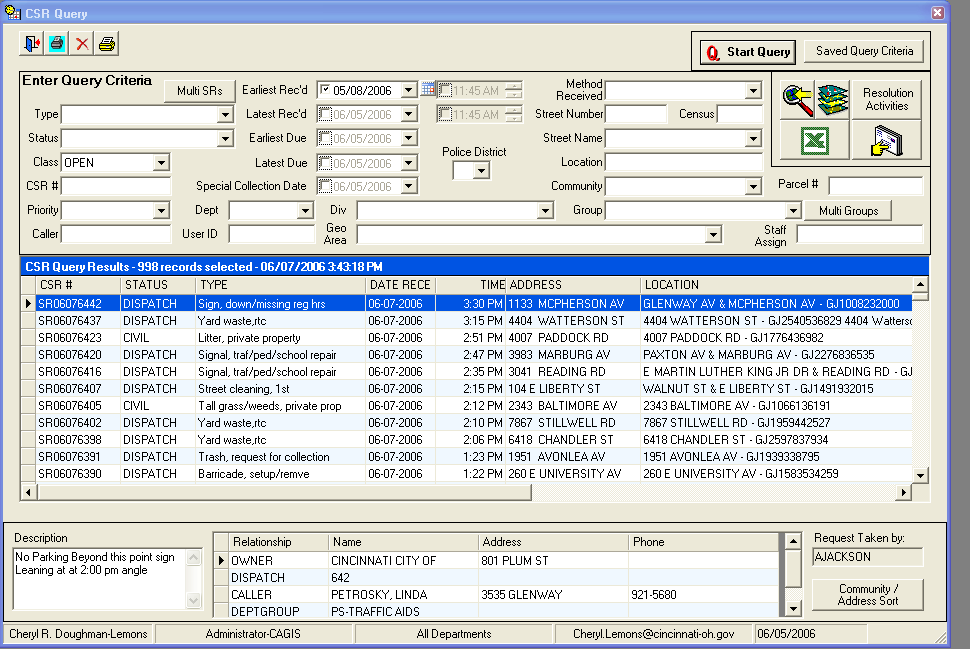 CSR Query
Start Query
Saved Query Criteria
Enter Query Criteria
Multi SRs
Earliest Rec'd 05/08/2006 11:45 AM
Method Received
Resolution Activities
Type
Latest Rec'd 06/05/2006 11:45 AM
Street Number
Census
Status
Earliest Due 06/05/2006
Street Name
Police District
Class OPEN
Latest Due 06/05/2006
Location
CSR #
Special Collection Date 06/05/2006
Community
Parcel #
Priority
Dept
Div
Group
Multi Groups
Caller
User ID
Geo Area
Staff Assign
CSR Query Results - 998 records selected - 06/07/2006 3:43:18 PM
CSR # STATUS TYPE DATE RECE TIME ADDRESS LOCATION
SR06076442 DISPATCH Sign, down/missing reg hrs 06-07-2006 3:30 PM 1133 MCPHERSON AV GLENWAY AV & MCPHERSON AV - GJ1008232000
SR06076437 DISPATCH Yard waste,rtc 06-07-2006 3:15 PM 4404 WATTERSON ST 4404 WATTERSON ST - GJ2540536829 4404 Watterso
SR06076423 CIVIL Litter, private property 06-07-2006 2:51 PM 4007 PADDOCK RD 4007 PADDOCK RD - GJ1776436982
SR06076420 DISPATCH Signal, traf/ped/school repair 06-07-2006 2:47 PM 3983 MARBURG AV PAXTON AV & MARBURG AV - GJ2276836535
SR06076416 DISPATCH Signal, traf/ped/school repair 06-07-2006 2:35 PM 3041 READING RD E MARTIN LUTHER KING JR DR & READING RD - GJ
SR06076407 DISPATCH Street cleaning, 1st 06-07-2006 2:15 PM 104 E LIBERTY ST WALNUT ST & E LIBERTY ST - GJ1491932015
SR06076405 CIVIL Tall grass/weeds, private prop 06-07-2006 2:12 PM 2343 BALTIMORE AV 2343 BALTIMORE AV - GJ1066136191
SR06076402 DISPATCH Yard waste,rtc 06-07-2006 2:10 PM 7867 STILLWELL RD 7867 STILLWELL RD - GJ1959442527
SR06076398 DISPATCH Yard waste,rtc 06-07-2006 2:06 PM 6418 CHANDLER ST 6418 CHANDLER ST - GJ2597837934
SR06076391 DISPATCH Trash, request for collection 06-07-2006 1:23 PM 1951 AVONLEA AV 1951 AVONLEA AV - GJ1939338795
SR06076390 DISPATCH Barricade, setup/remve 06-07-2006 1:22 PM 260 E UNIVERSITY AV 260 E UNIVERSITY AV - GJ1583534259
Description
No Parking Beyond this point sign
Leaning at at 2:00 pm angle
Relationship Name Address Phone
OWNER CINCINNATI CITY OF 801 PLUM ST
DISPATCH 642
CALLER PETROSKY, LINDA 3535 GLENWAY 921-5680
DEPTGROUP PS-TRAFFIC AIDS
Request Taken by:
AJACKSON
Community /
Address Sort
Cheryl R. Doughman-Lemons Administrator-CAGIS All Departments Cheryl.Lemons@cincinnati-oh.gov 06/05/2006